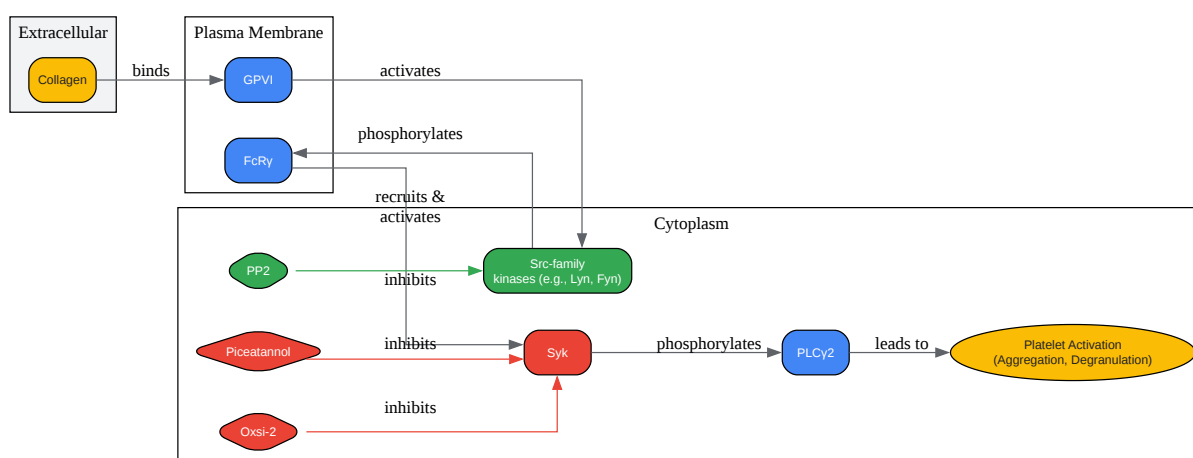 Extracellular
Plasma Membrane
Collagen
binds
GPVI
activates
phosphorylates
FcRγ
recruits &
activates
Cytoplasm
PP2
inhibits
Src-family
kinases (e.g., Lyn, Fyn)
Piceatannol
inhibits
Syk
phosphorylates
PLCγ2
leads to
Platelet Activation
(Aggregation, Degranulation)
inhibits
Oxsi-2